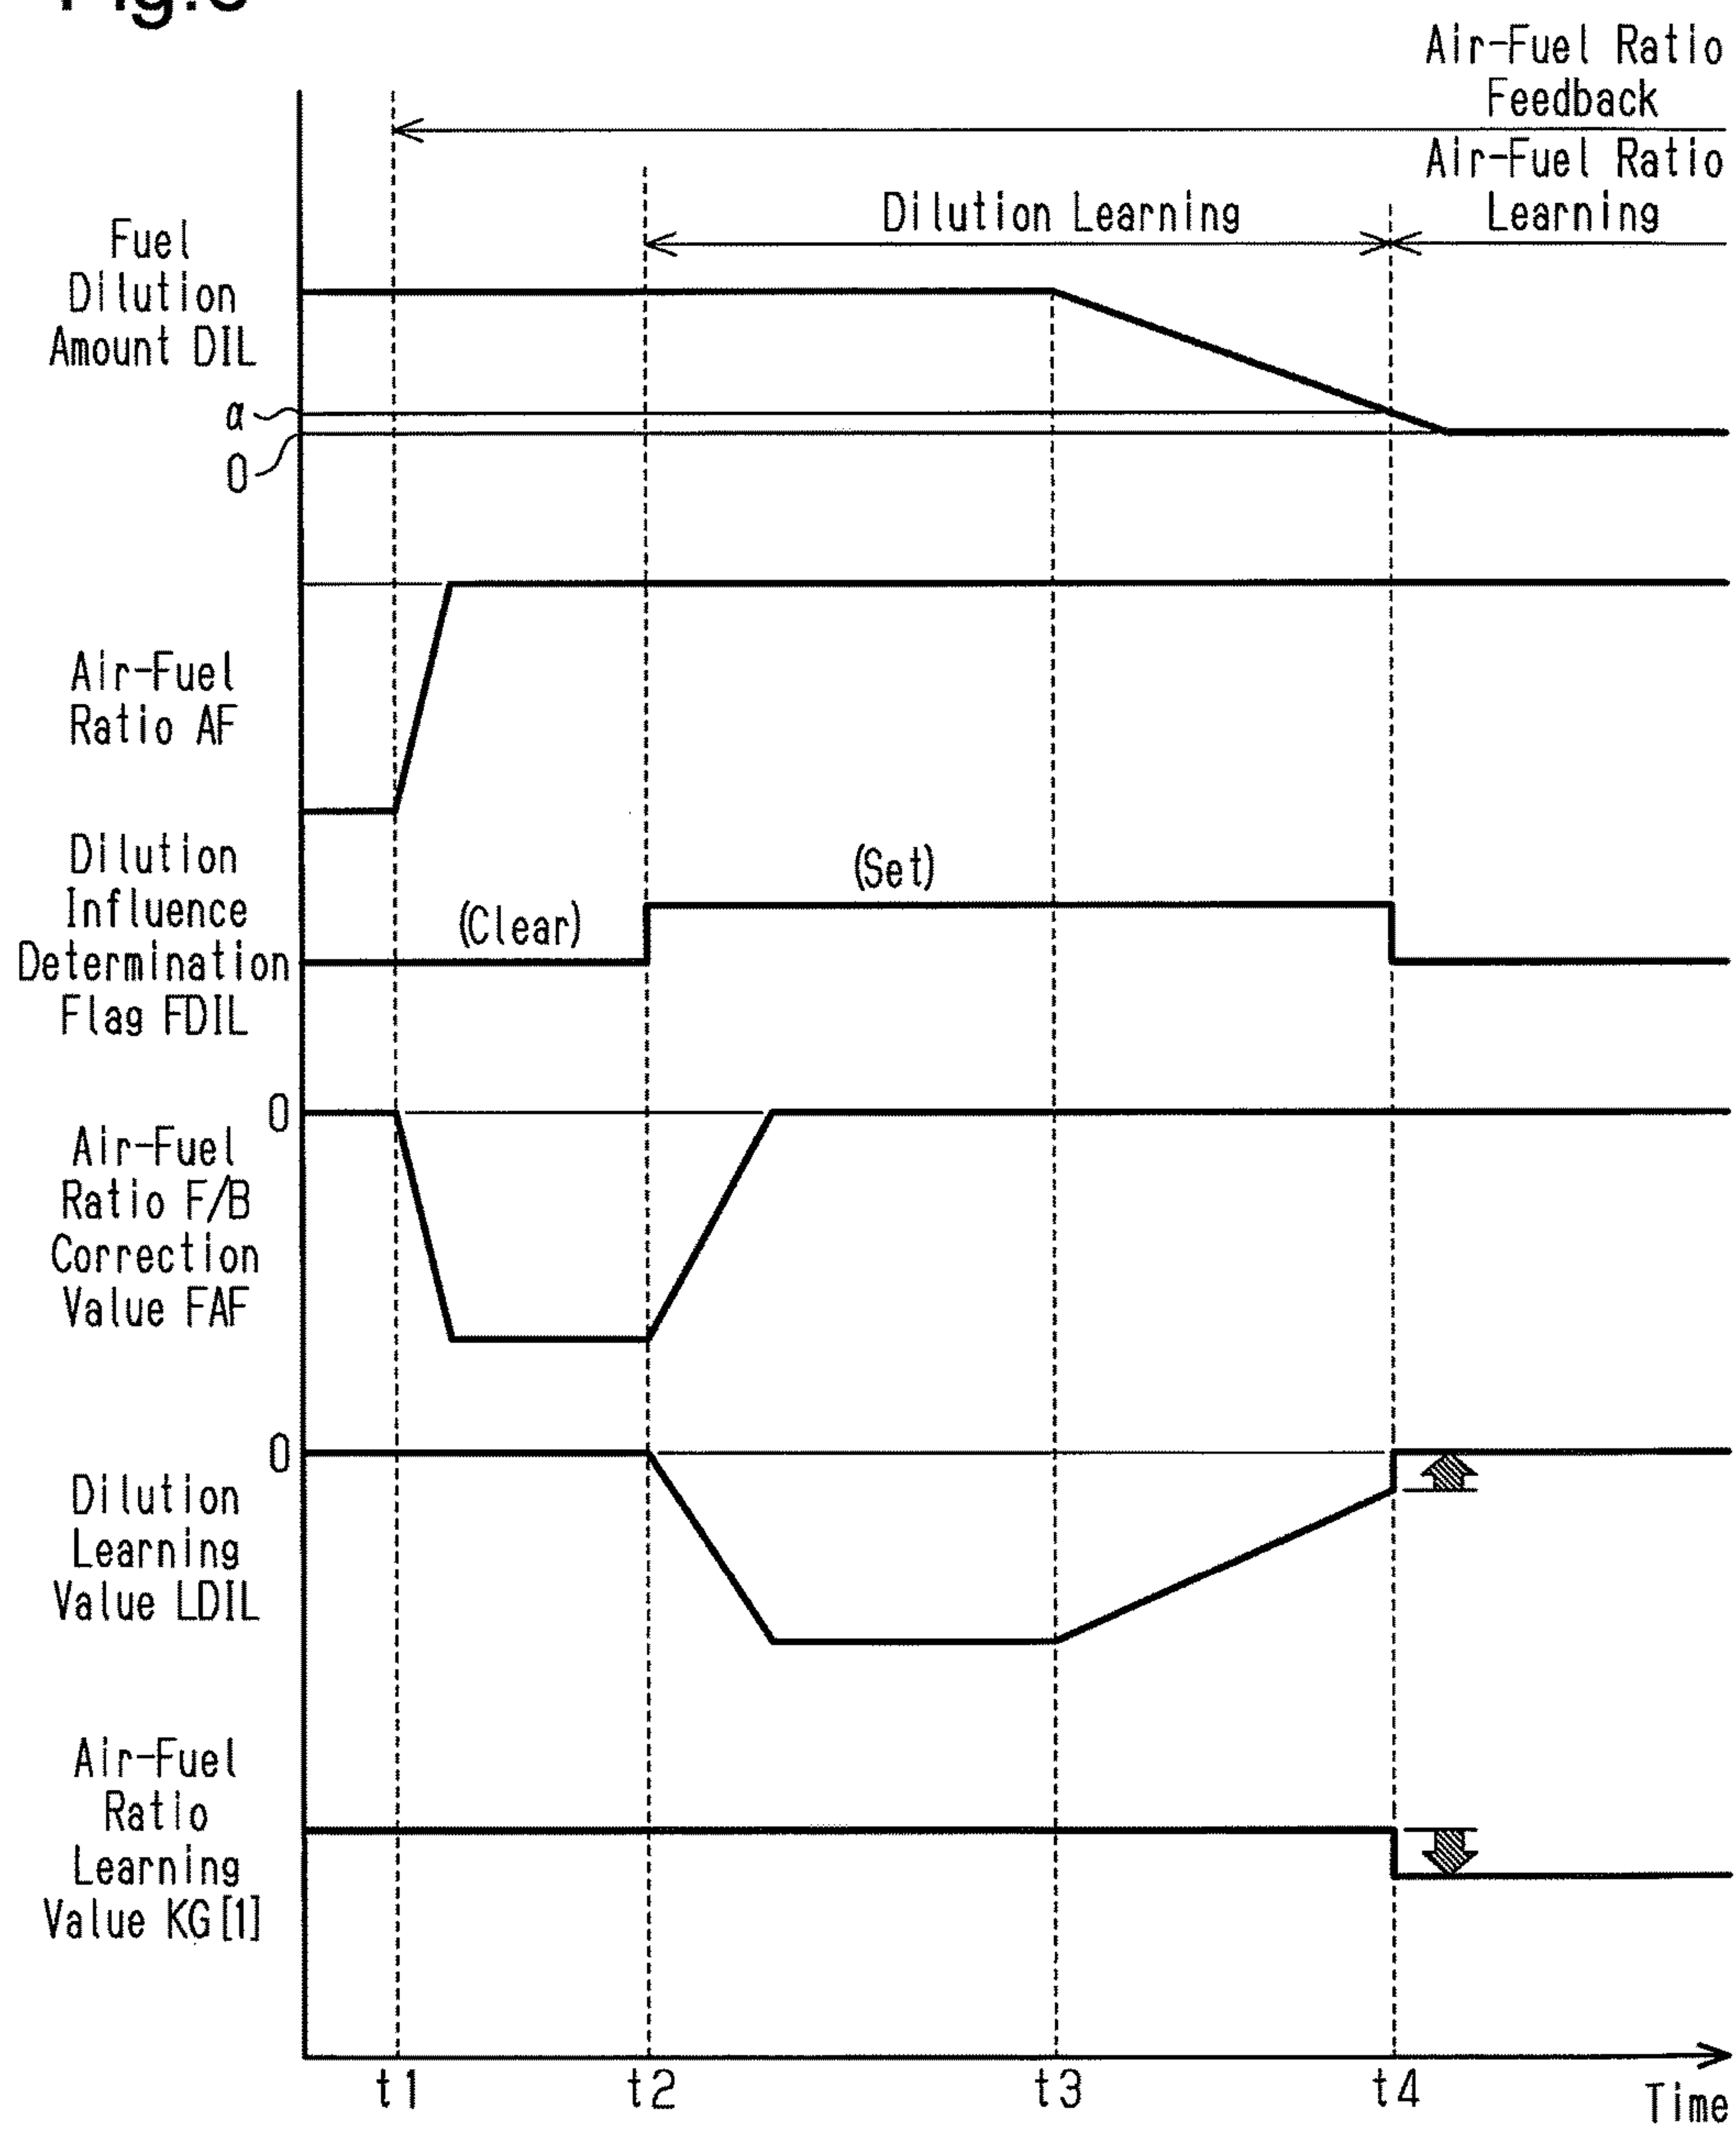 Air-Fuel Ratio
Feedback
Air-Fuel Ratio
Learning
Dilution Learning
Fuel
Dilution
Amount DIL
α
0
Air-Fuel
Ratio AF
Dilution
Influence
Determination
Flag FDIL
(Clear)
(Set)
0
Air-Fuel
Ratio F/B
Correction
Value FAF
0
Dilution
Learning
Value LDIL
Air-Fuel
Ratio
Learning
Value KG[1]
t1
t2
t3
t4
Time